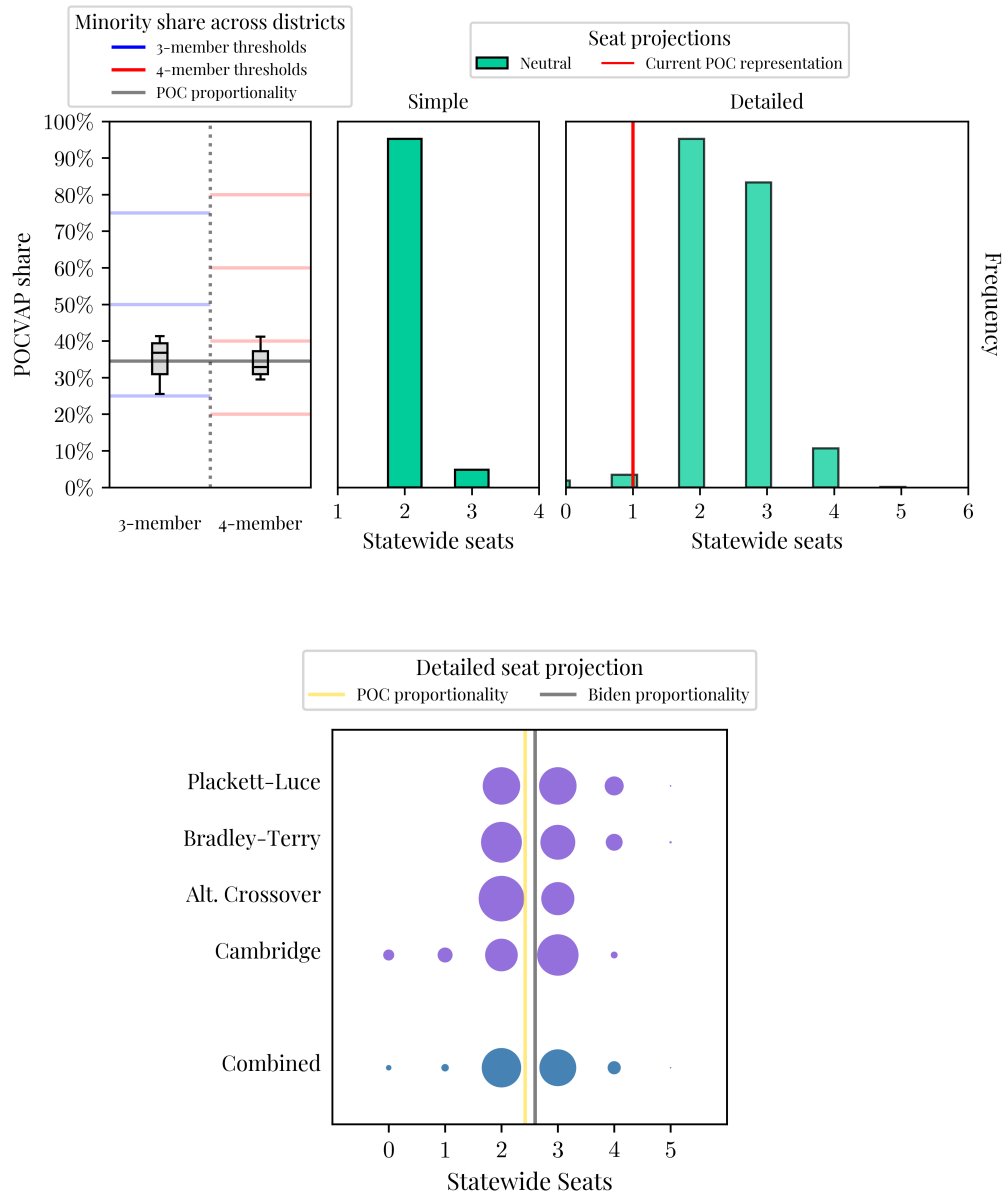 Minority share across districts
3-member thresholds
4-member thresholds
POC proportionality
Seat projections
Neutral
Current POC representation
Simple
Detailed
100%
90%
80%
70%
60%
50%
40%
30%
20%
10%
0%
POCVAP share
3-member
4-member
1
2
3
4
Statewide seats
0
1
2
3
4
5
6
Statewide seats
Frequency
Detailed seat projection
POC proportionality
Biden proportionality
Plackett-Luce
Bradley-Terry
Alt. Crossover
Cambridge
Combined
0
1
2
3
4
5
Statewide Seats